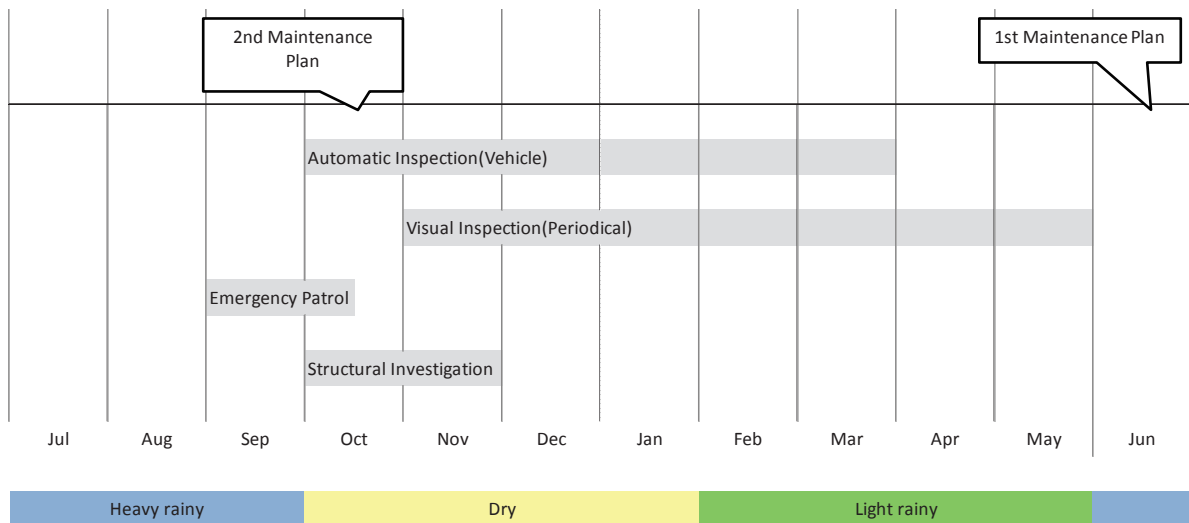 2nd Maintenance
Plan
1st Maintenance Plan
Automatic Inspection(Vehicle)
Visual Inspection(Periodical)
Emergency Patrol
Structural Investigation
Jul Aug Sep Oct Nov Dec Jan Feb Mar Apr May Jun
Heavy rainy Dry Light rainy